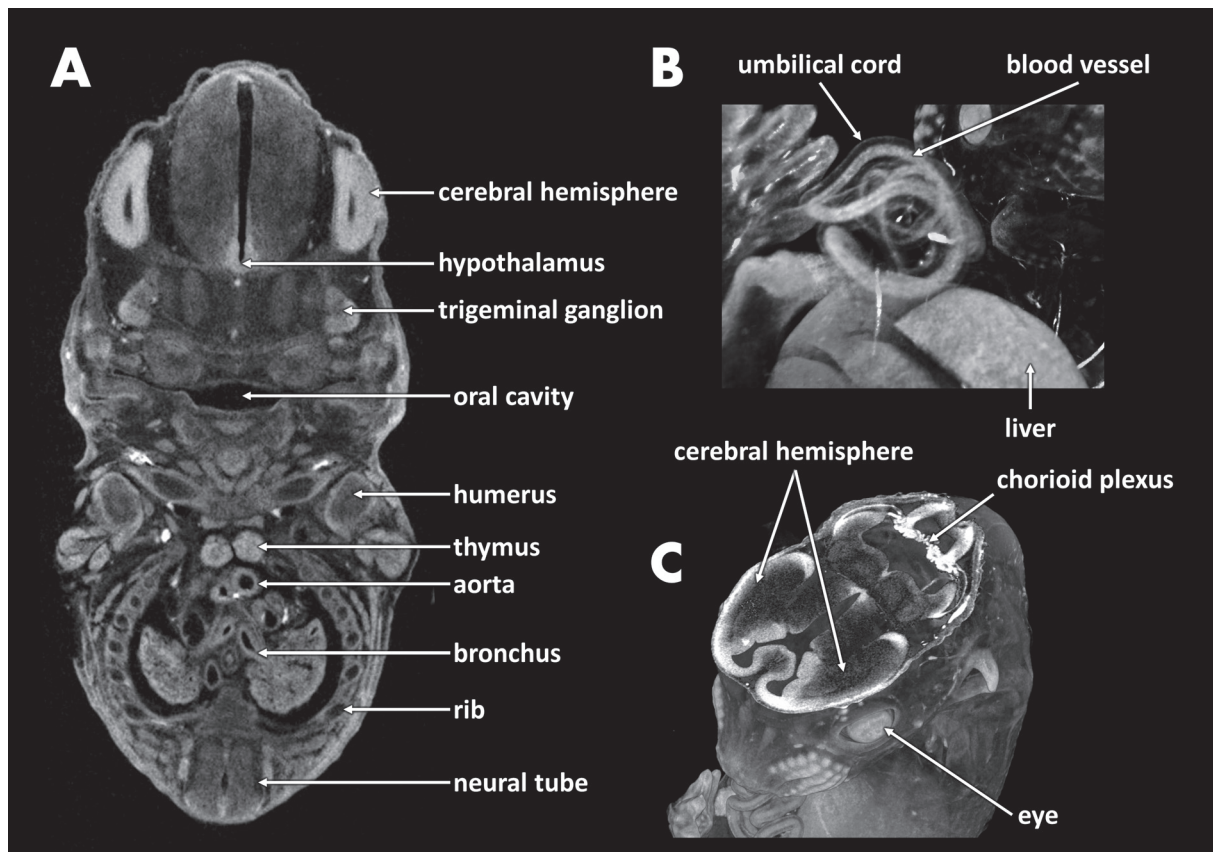 A
cerebral hemisphere
hypothalamus
trigeminal ganglion
oral cavity
humerus
thymus
aorta
bronchus
rib
neural tube
B
umbilical cord
blood vessel
liver
C
cerebral hemisphere
chorioid plexus
eye